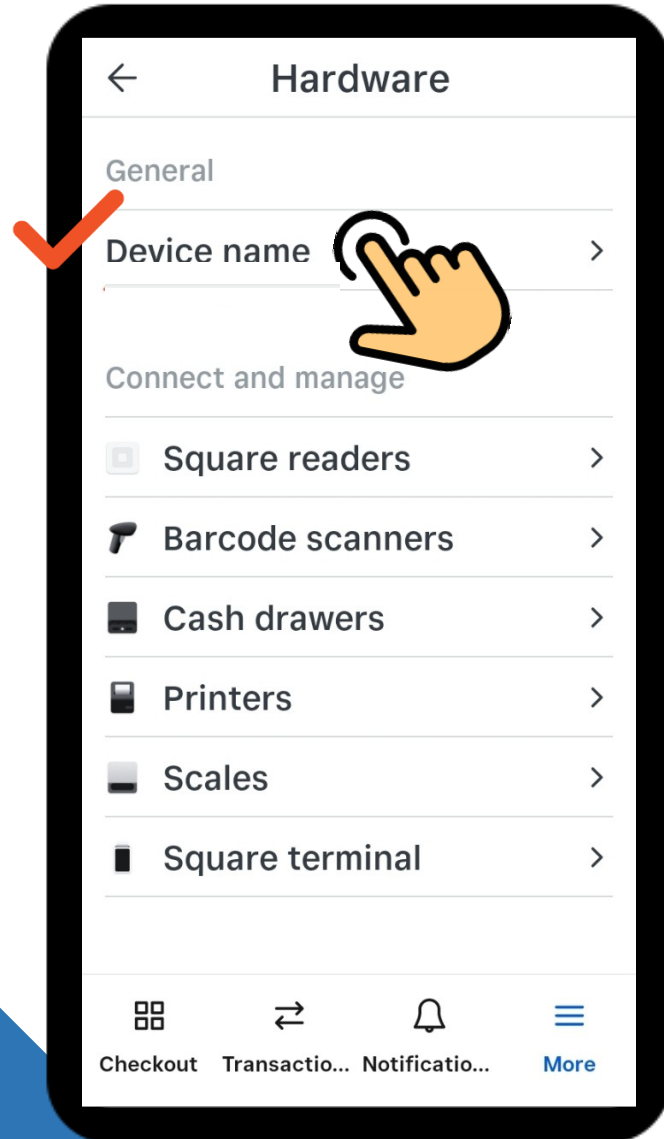 Hardware
General
Device name
Connect and manage
Square readers
Barcode scanners
Cash drawers
Printers
Scales
Square terminal
Checkout Transactio... Notificatio... More